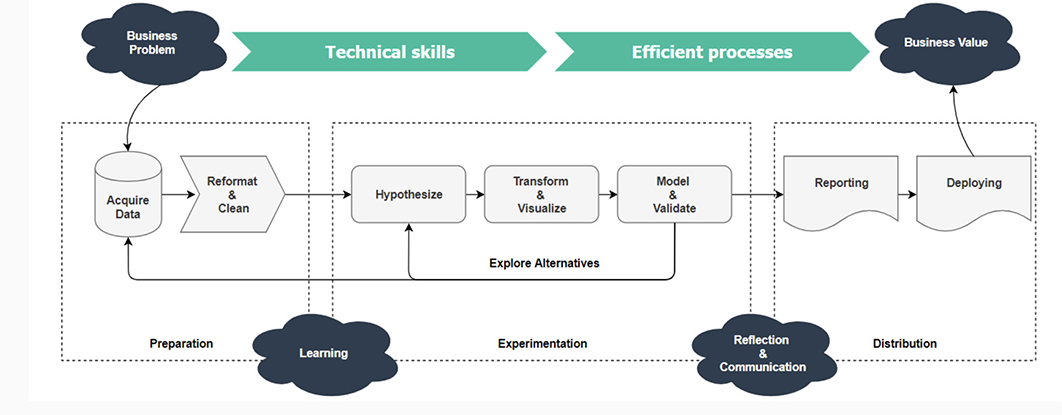 Business
Problem
Technical skills
Efficient processes
Business Value
Acquire
Data
Reformat
&
Clean
Hypothesize
Transform
&
Visualize
Model
&
Validate
Reporting
Deploying
Explore Alternatives
Preparation
Learning
Experimentation
Reflection
&
Communication
Distribution